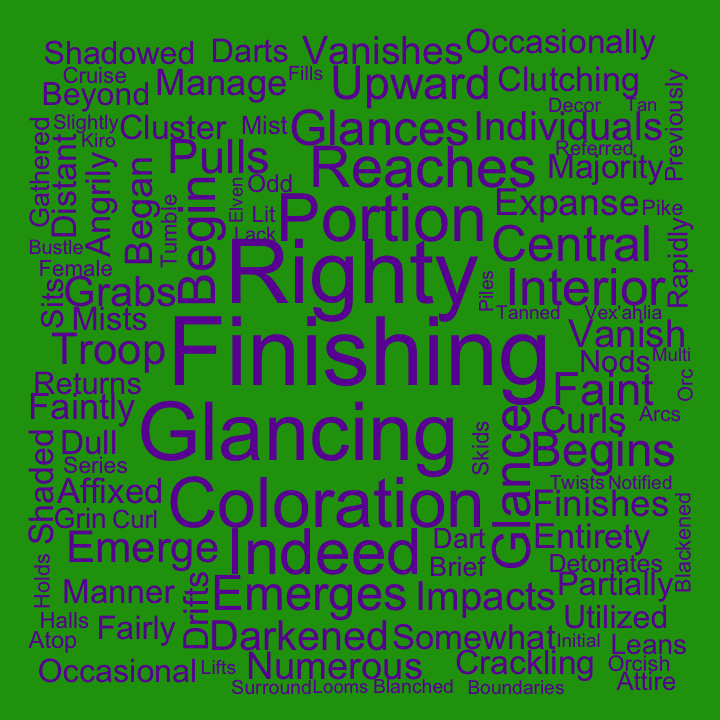 Shadowed Darts Vanishes Occasionally
Cruise Fills
Beyond Manage Upward Clutching
Decor Tan
Slightly Cluster Mist Glances Individuals
Kiro
Referred
Pulls Reaches Majority
Previously
Gathered
Distant
Angrily
Began
Tumble
Begin
Elven
Odd
Lit
Lack
Portion Expanse Pike
Bustle
Central
Rapidly
Female
Sits
Grabs
Righty
Piles
Interior
Mists
Tanned Vex'ahlia
Finishing
Vanish
Troop
Nods Multi
Returns
Faint
Orc
Faintly
Glancing
Glance
Curls Arcs
Shaded
Dull
Skids
Begins
Series
Affixed
Coloration
Twists Notified
Finishes
Blackened
Grin Curl
Emerge
Indeed
Dart
Entirety
Brief
Detonates
Holds
Manner
Drifts
Emerges
Impacts
Partially
Halls
Utilized
Atop
Fairly
Darkened
Somewhat
Initial
Leans
Occasional
Lifts
Numerous
Crackling
Orcish
Surround
Looms
Blanched
Boundaries
Attire